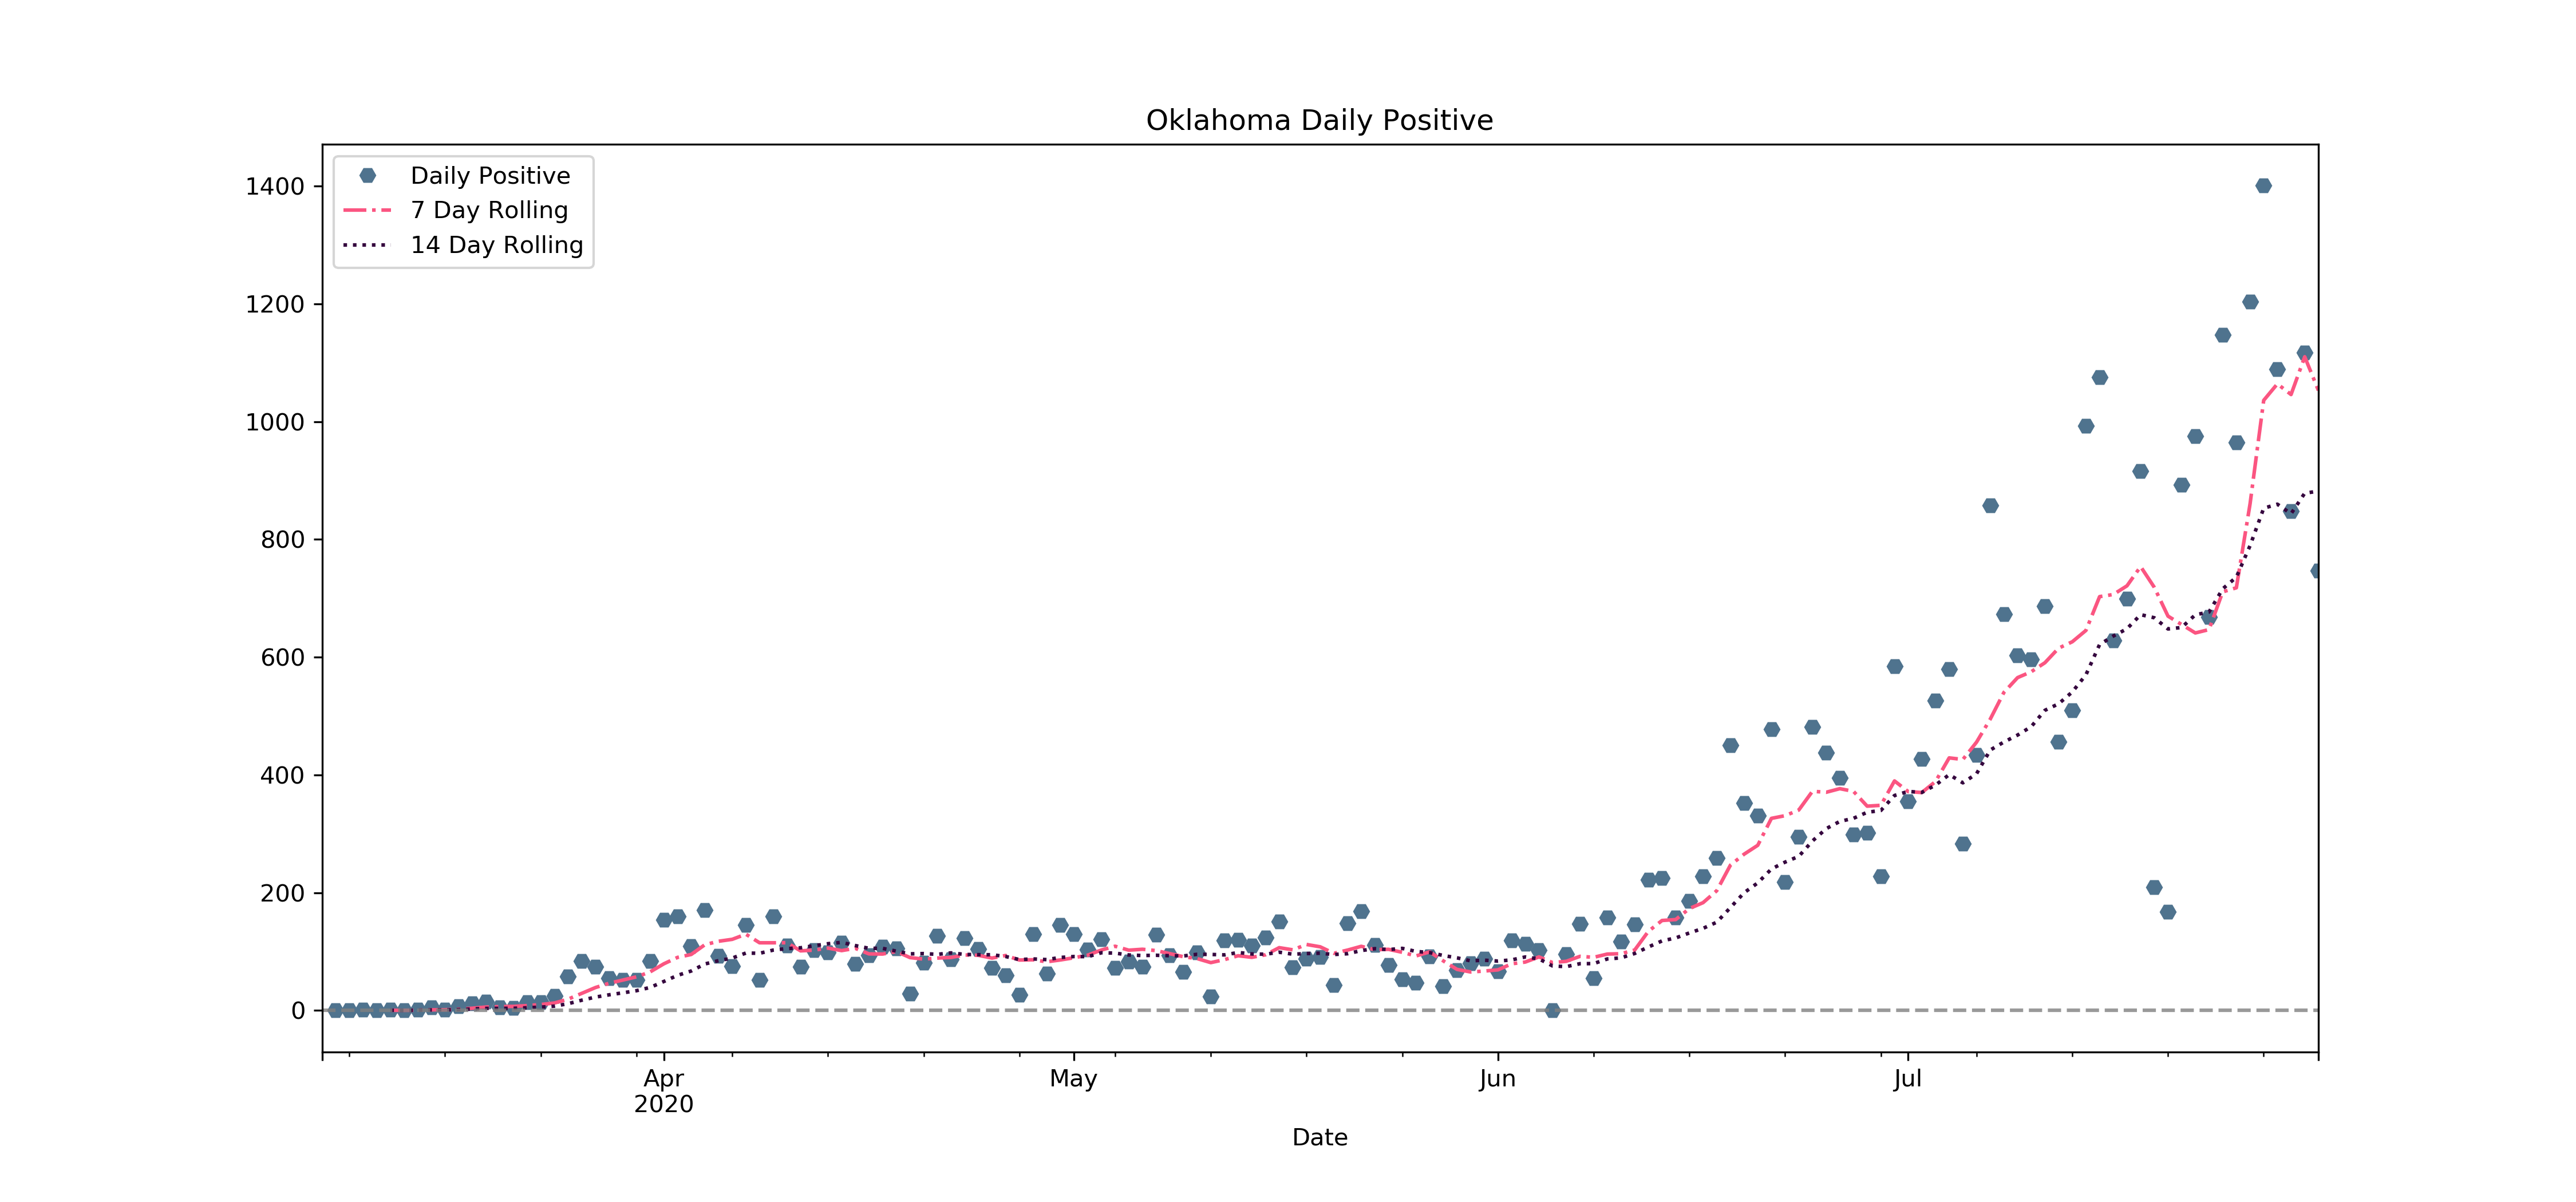 Oklahoma Daily Positive
Daily Positive
7 Day Rolling
14 Day Rolling
1400
1200
1000
800
600
400
200
0
Apr
2020
May
Jun
Jul
Date